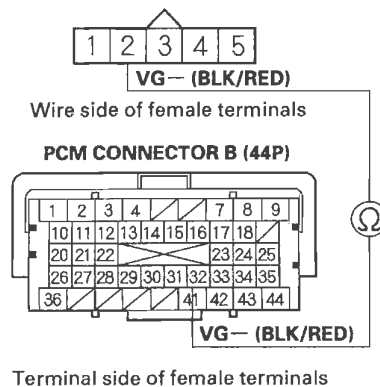 1 2 3 4 5
VG— (BLK/RED)
Wire side of female terminals
PCM CONNECTOR B (44P)
1 2 3 4 7 8 9
10 11 12 13 14 15 16 17 18
20 21 22 23 24 25
Ω
26 27 28 29 30 31 32 33 34 35
36 41 42 43 44
VG— (BLK/RED)
Terminal side of female terminals